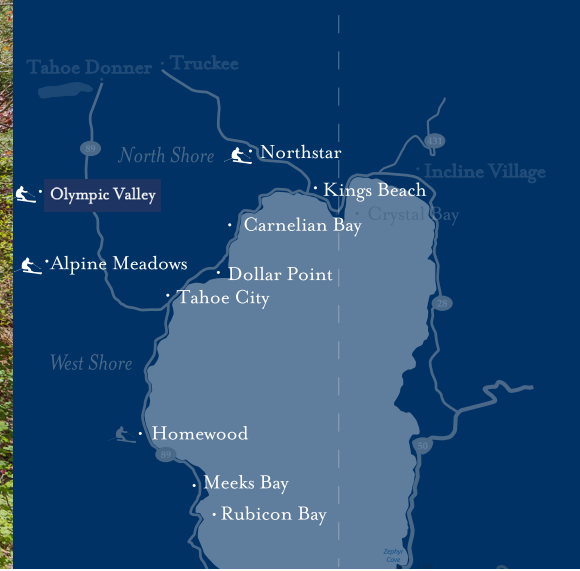 Truckee
Tahoe Donner
431
89
North Shore
Northstar
Incline Village
Kings Beach
Olympic Valley
Crystal Bay
Carnelian Bay
Alpine Meadows
Dollar Point
Tahoe City
28
West Shore
Homewood
50
89
Meeks Bay
Rubicon Bay
Zephyr
Cove